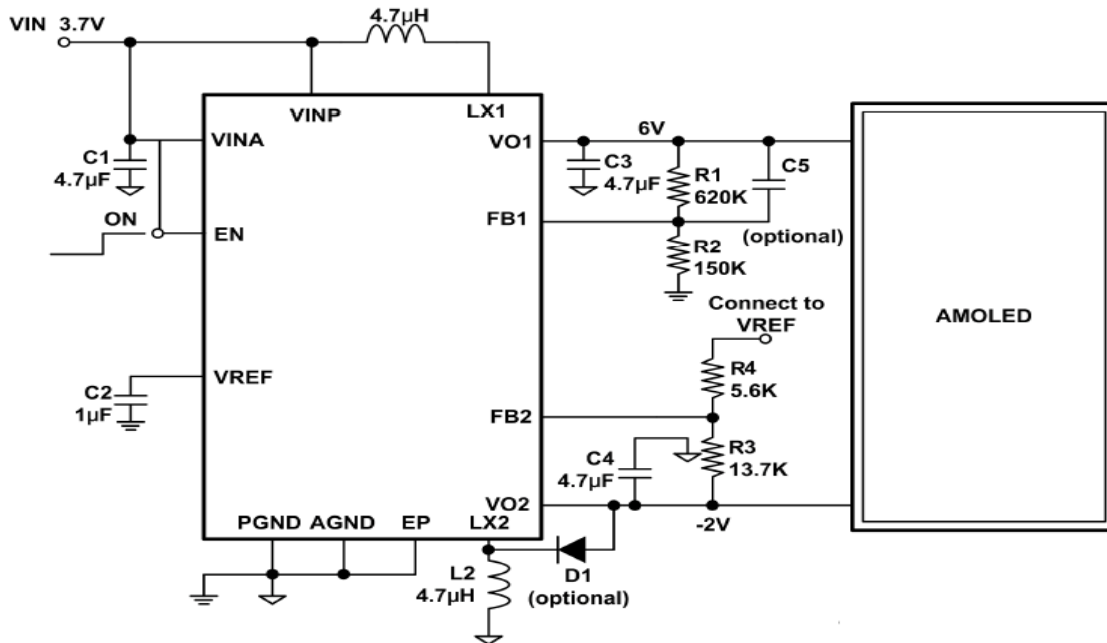 4.7µH
VIN 3.7V
VINP
LX1
VINA
VO1
6V
C1
4.7µF
C3
4.7µF
R1
620K
C5
ON
EN
FB1
(optional)
R2
150K
Connect to
VREF
AMOLED
R4
5.6K
VREF
C2
1µF
FB2
R3
13.7K
C4
4.7µF
VO2
-2V
PGND
AGND
EP
LX2
L2
4.7µH
D1
(optional)